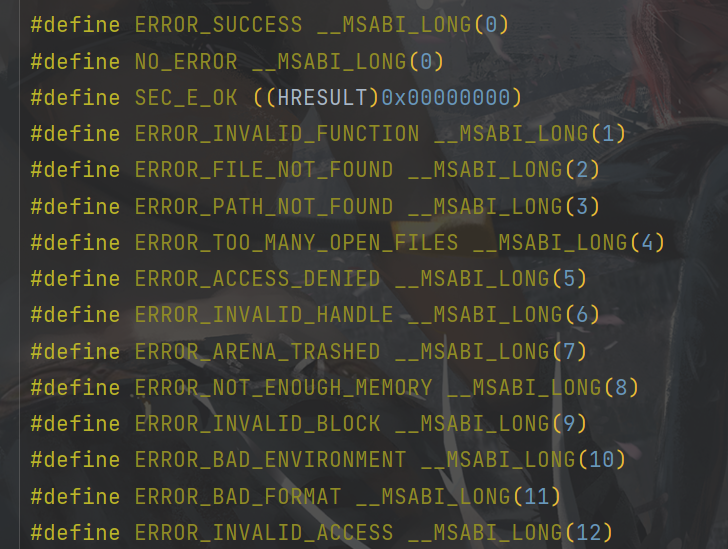 #define ERROR_SUCCESS __MSABI_LONG(0)
#define NO_ERROR __MSABI_LONG(0)
#define SEC_E_OK ((HRESULT)0x00000000)
#define ERROR_INVALID_FUNCTION __MSABI_LONG(1)
#define ERROR_FILE_NOT_FOUND __MSABI_LONG(2)
#define ERROR_PATH_NOT_FOUND __MSABI_LONG(3)
#define ERROR_TOO_MANY_OPEN_FILES __MSABI_LONG(4)
#define ERROR_ACCESS_DENIED __MSABI_LONG(5)
#define ERROR_INVALID_HANDLE __MSABI_LONG(6)
#define ERROR_ARENA_TRASHED __MSABI_LONG(7)
#define ERROR_NOT_ENOUGH_MEMORY __MSABI_LONG(8)
#define ERROR_INVALID_BLOCK __MSABI_LONG(9)
#define ERROR_BAD_ENVIRONMENT __MSABI_LONG(10)
#define ERROR_BAD_FORMAT __MSABI_LONG(11)
#define ERROR_INVALID_ACCESS __MSABI_LONG(12)